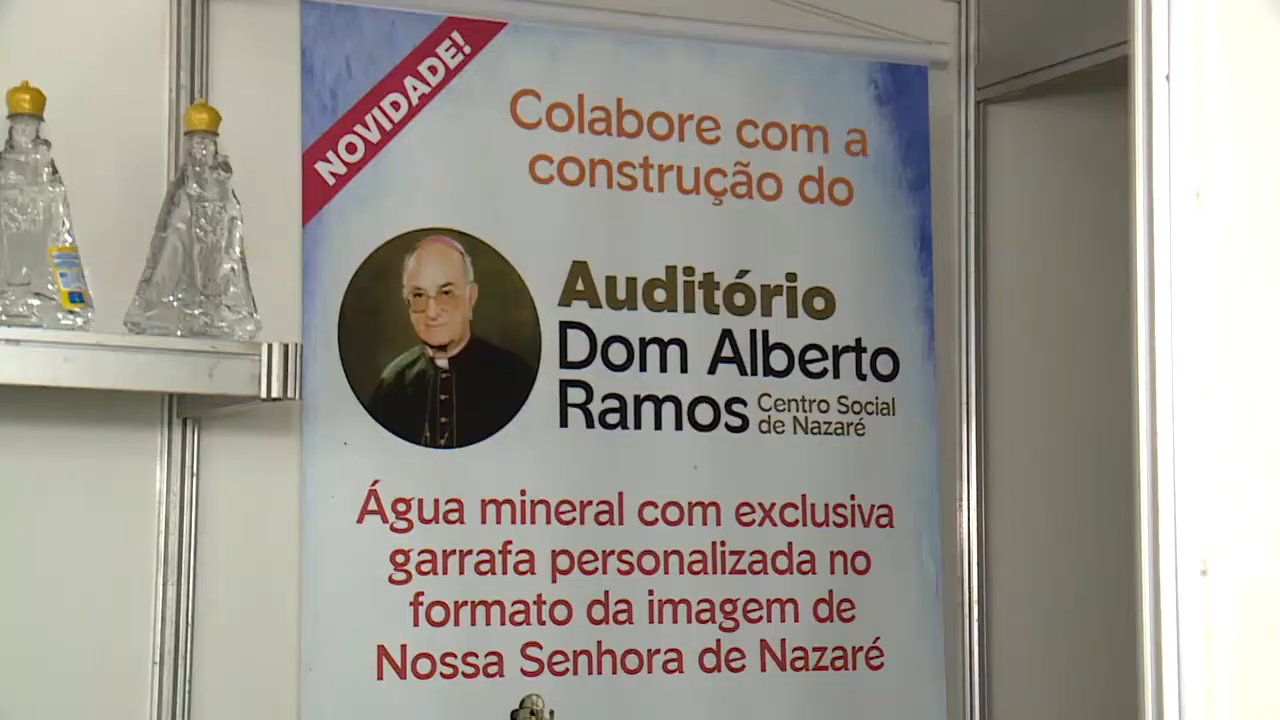 NOVIDADE!
Colabore com a
construção do
Auditório
Dom Alberto
Ramos
Centro Social
de Nazaré
Água mineral com exclusiva
garrafa personalizada no
formato da imagem de
Nossa Senhora de Nazaré